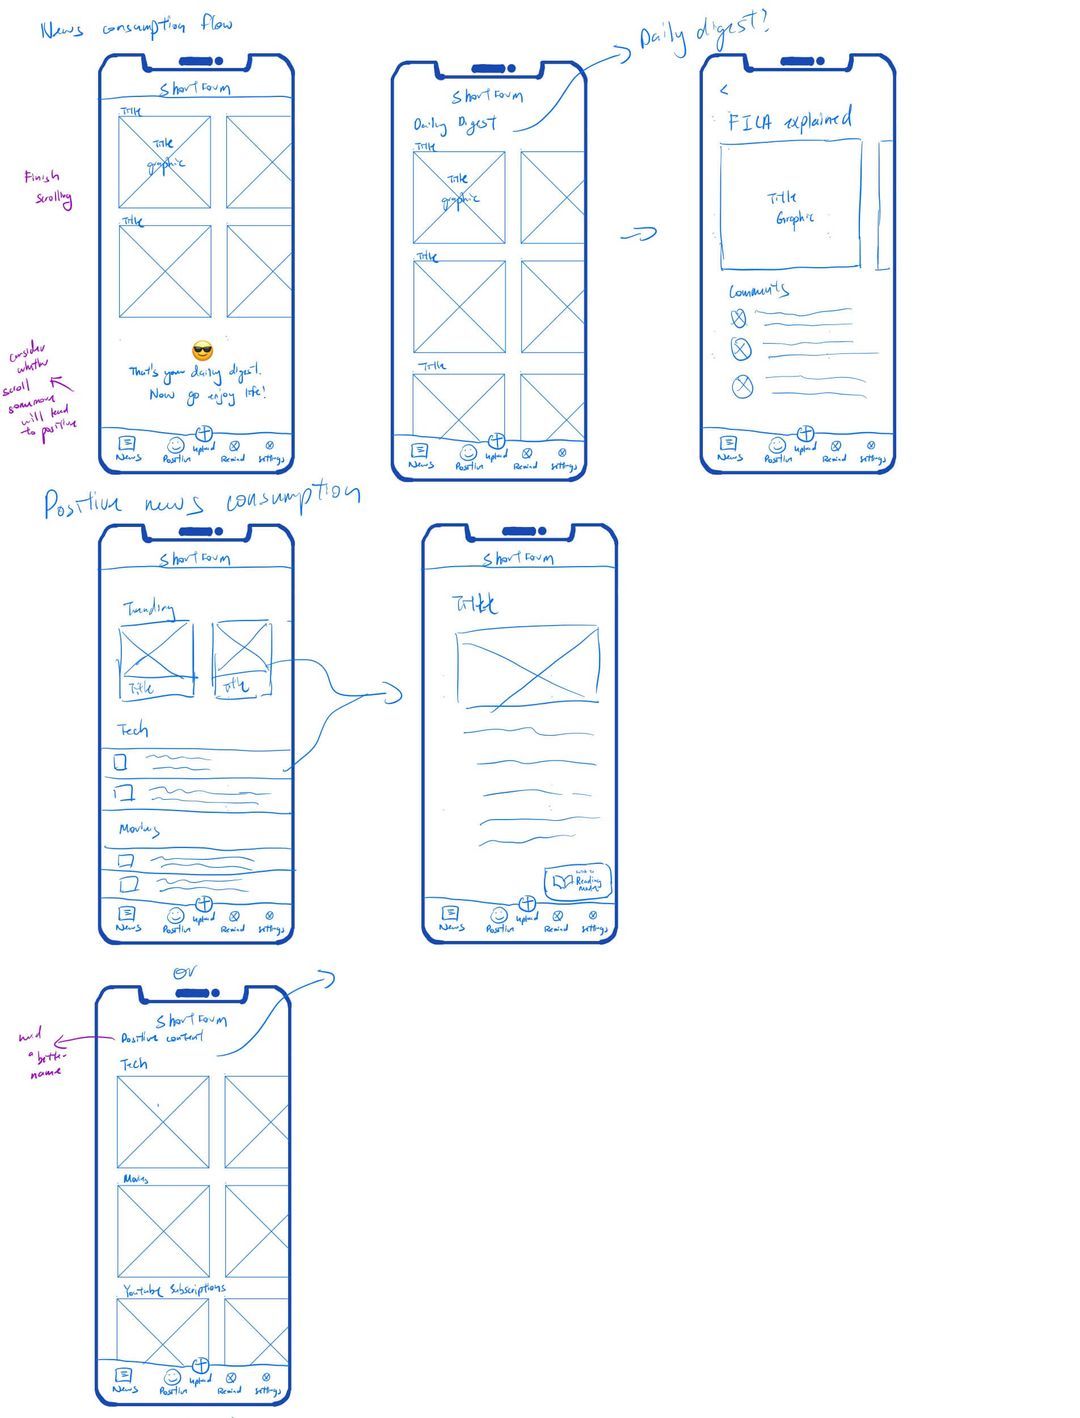 News consumption flow
Daily digest?
Finish
scrolling
consider
whether
scroll
somemore
will lead
to positive
Short Form
Title
Title
graphic
Title
That's your daily digest.
Now go enjoy life!
News
Positive
Upload
Remind
settings
Short Form
Daily Digest
Title
Title
graphic
Title
Title
News
Positive
Upload
Remind
settings
<
FICA explained
Title
Graphic
Comments
News
Positive
Upload
Remind
settings
Positive news consumption
Short Form
Trending
Title
Title
Tech
Movies
News
Positive
Upload
Remind
settings
Short Form
Title
Reading
mode
News
Positive
Upload
Remind
settings
or
a better
name
Short Form
Positive content
Tech
Movies
Youtube Subscriptions
News
Positive
Upload
Remind
settings